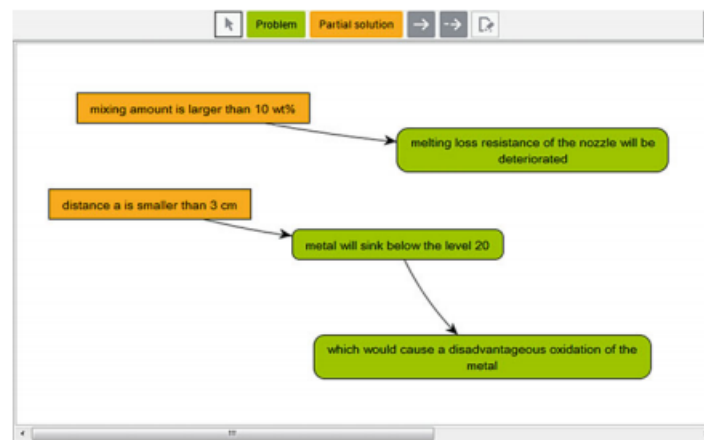 Problem
Partial solution
mixing amount is larger than 10 wt%
melting loss resistance of the nozzle will be
deteriorated
distance a is smaller than 3 cm
metal will sink below the level 20
which would cause a disadvantageous oxidation of the
metal